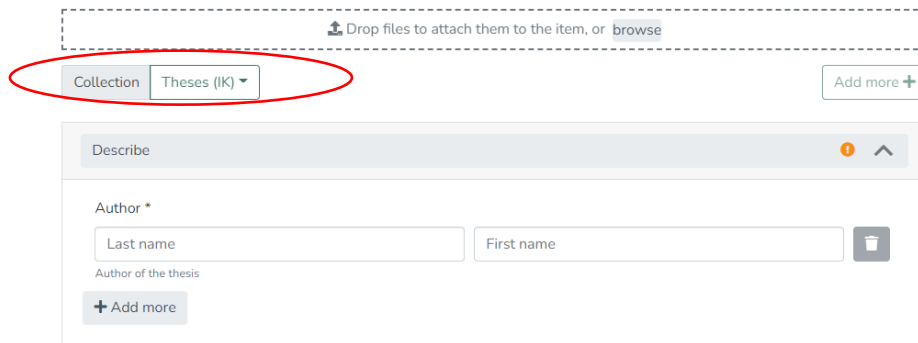 Drop files to attach them to the item, or browse
Collection Theses (IK) Add more
Describe
Author *
Last name First name
Author of the thesis
Add more